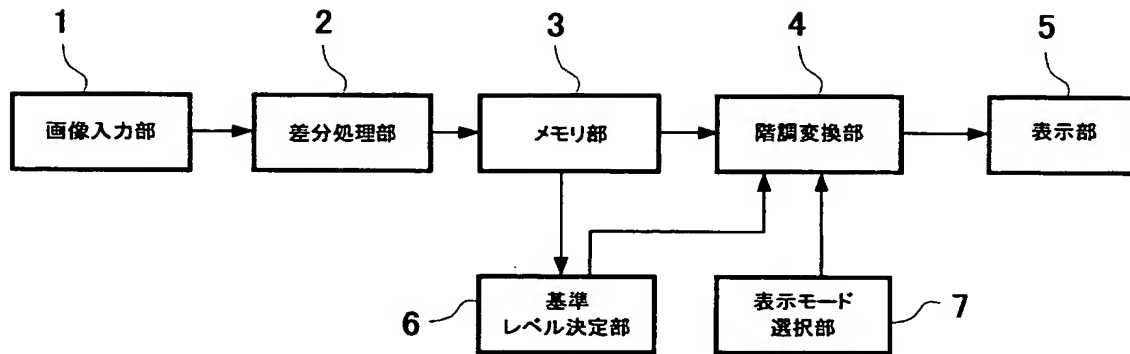 1
2
3
4
5
画像入力部
差分処理部
メモリ部
階調変換部
表示部
6
基準
レベル決定部
表示モード
選択部
7